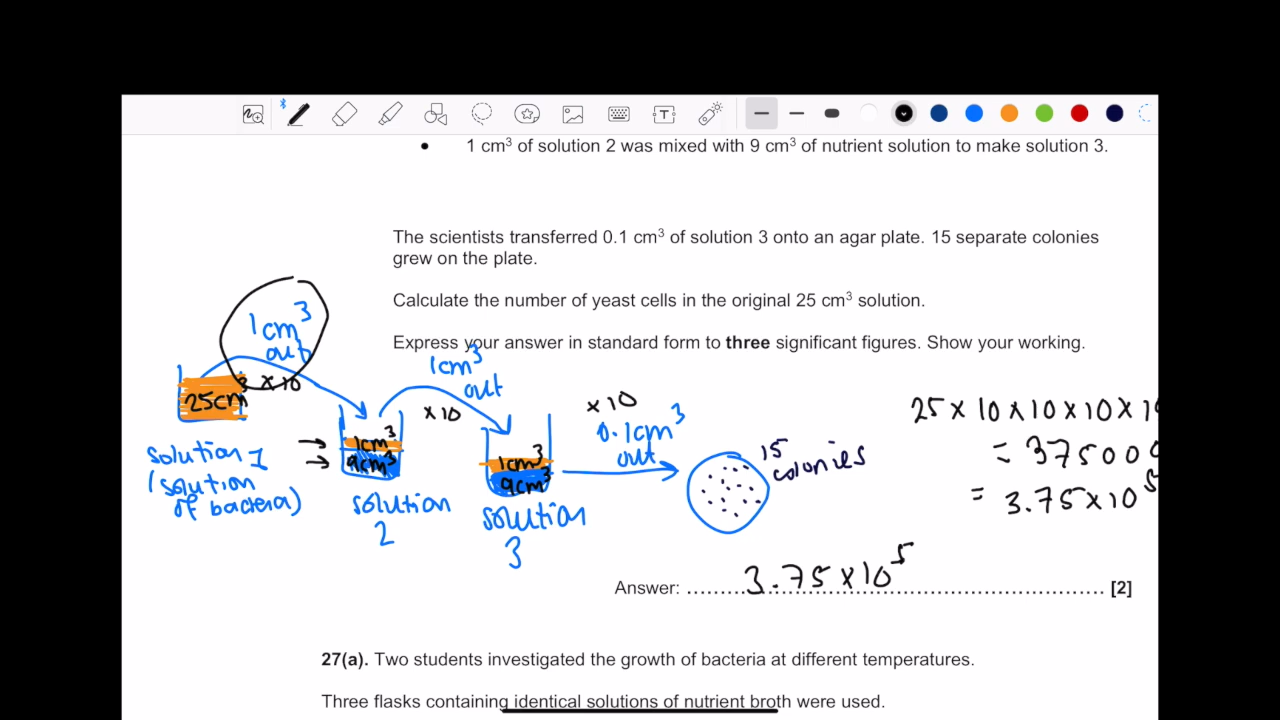 • 1 cm³ of solution 2 was mixed with 9 cm³ of nutrient solution to make solution 3.
The scientists transferred 0.1 cm³ of solution 3 onto an agar plate. 15 separate colonies
grew on the plate.
Calculate the number of yeast cells in the original 25 cm³ solution.
Express your answer in standard form to three significant figures. Show your working.
1cm³
out
25cm³
×10
solution 1
(solution
of bacteria)
1cm³
9cm³
solution
2
1cm³
out
×10
1cm³
9cm³
solution
3
×10
0.1cm³
out
15
colonies
25 × 10 × 10 × 10 ×
= 37500
= 3.75 × 10⁵
Answer: 3.75 × 10⁵ [2]
27(a). Two students investigated the growth of bacteria at different temperatures.
Three flasks containing identical solutions of nutrient broth were used.